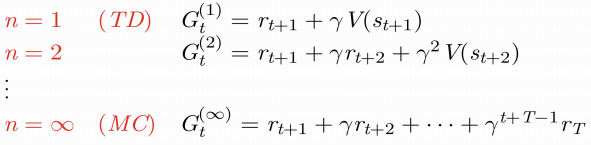 n = 1 (TD) G_t^{(1)} = r_{t+1} + γ V(s_{t+1})
n = 2 G_t^{(2)} = r_{t+1} + γ r_{t+2} + γ^2 V(s_{t+2})
⋮
n = ∞ (MC) G_t^{(∞)} = r_{t+1} + γ r_{t+2} + ⋯ + γ^{t+T−1} r_T